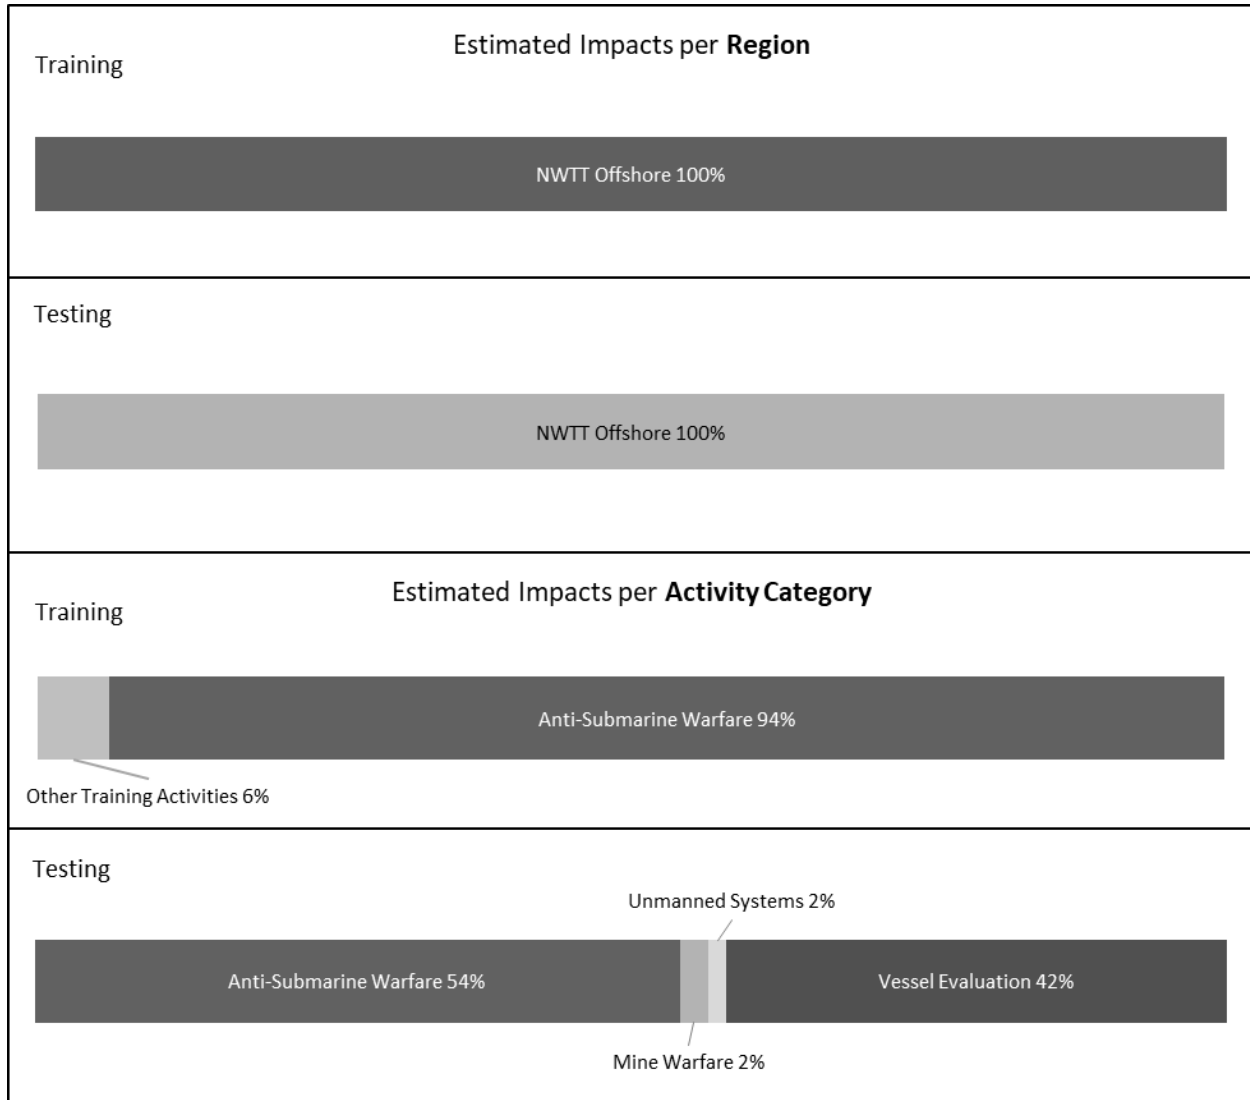 Estimated Impacts per Region
Training
NWTT Offshore 100%
Testing
NWTT Offshore 100%
Estimated Impacts per Activity Category
Training
Anti-Submarine Warfare 94%
Other Training Activities 6%
Testing
Unmanned Systems 2%
Anti-Submarine Warfare 54%
Vessel Evaluation 42%
Mine Warfare 2%